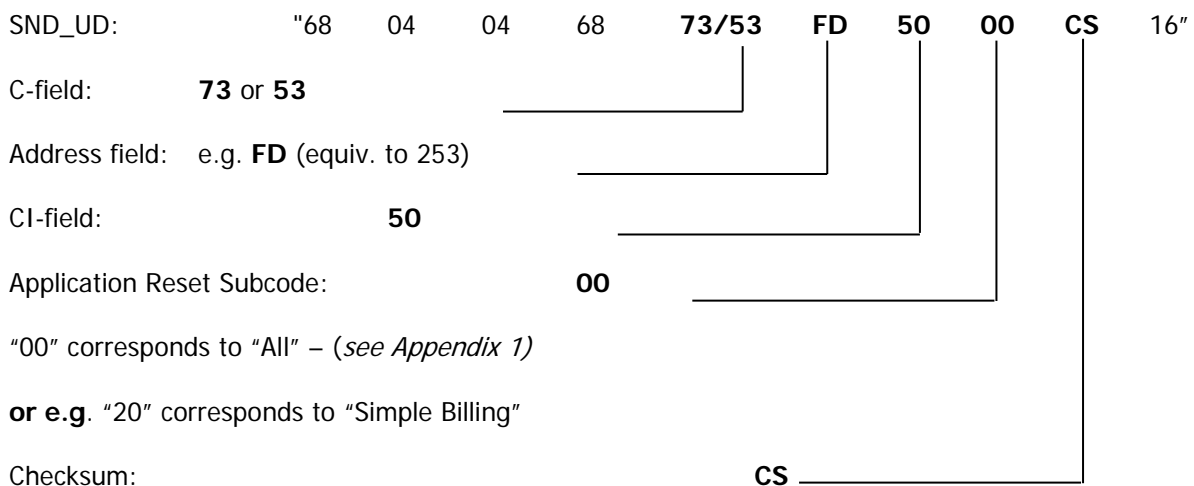 SND_UD: "68 04 04 68 73/53 FD 50 00 CS 16"
C-field: 73 or 53
Address field: e.g. FD (equiv. to 253)
CI-field: 50
Application Reset Subcode: 00
"00" corresponds to "All" – (see Appendix 1)
or e.g. "20" corresponds to "Simple Billing"
Checksum: CS